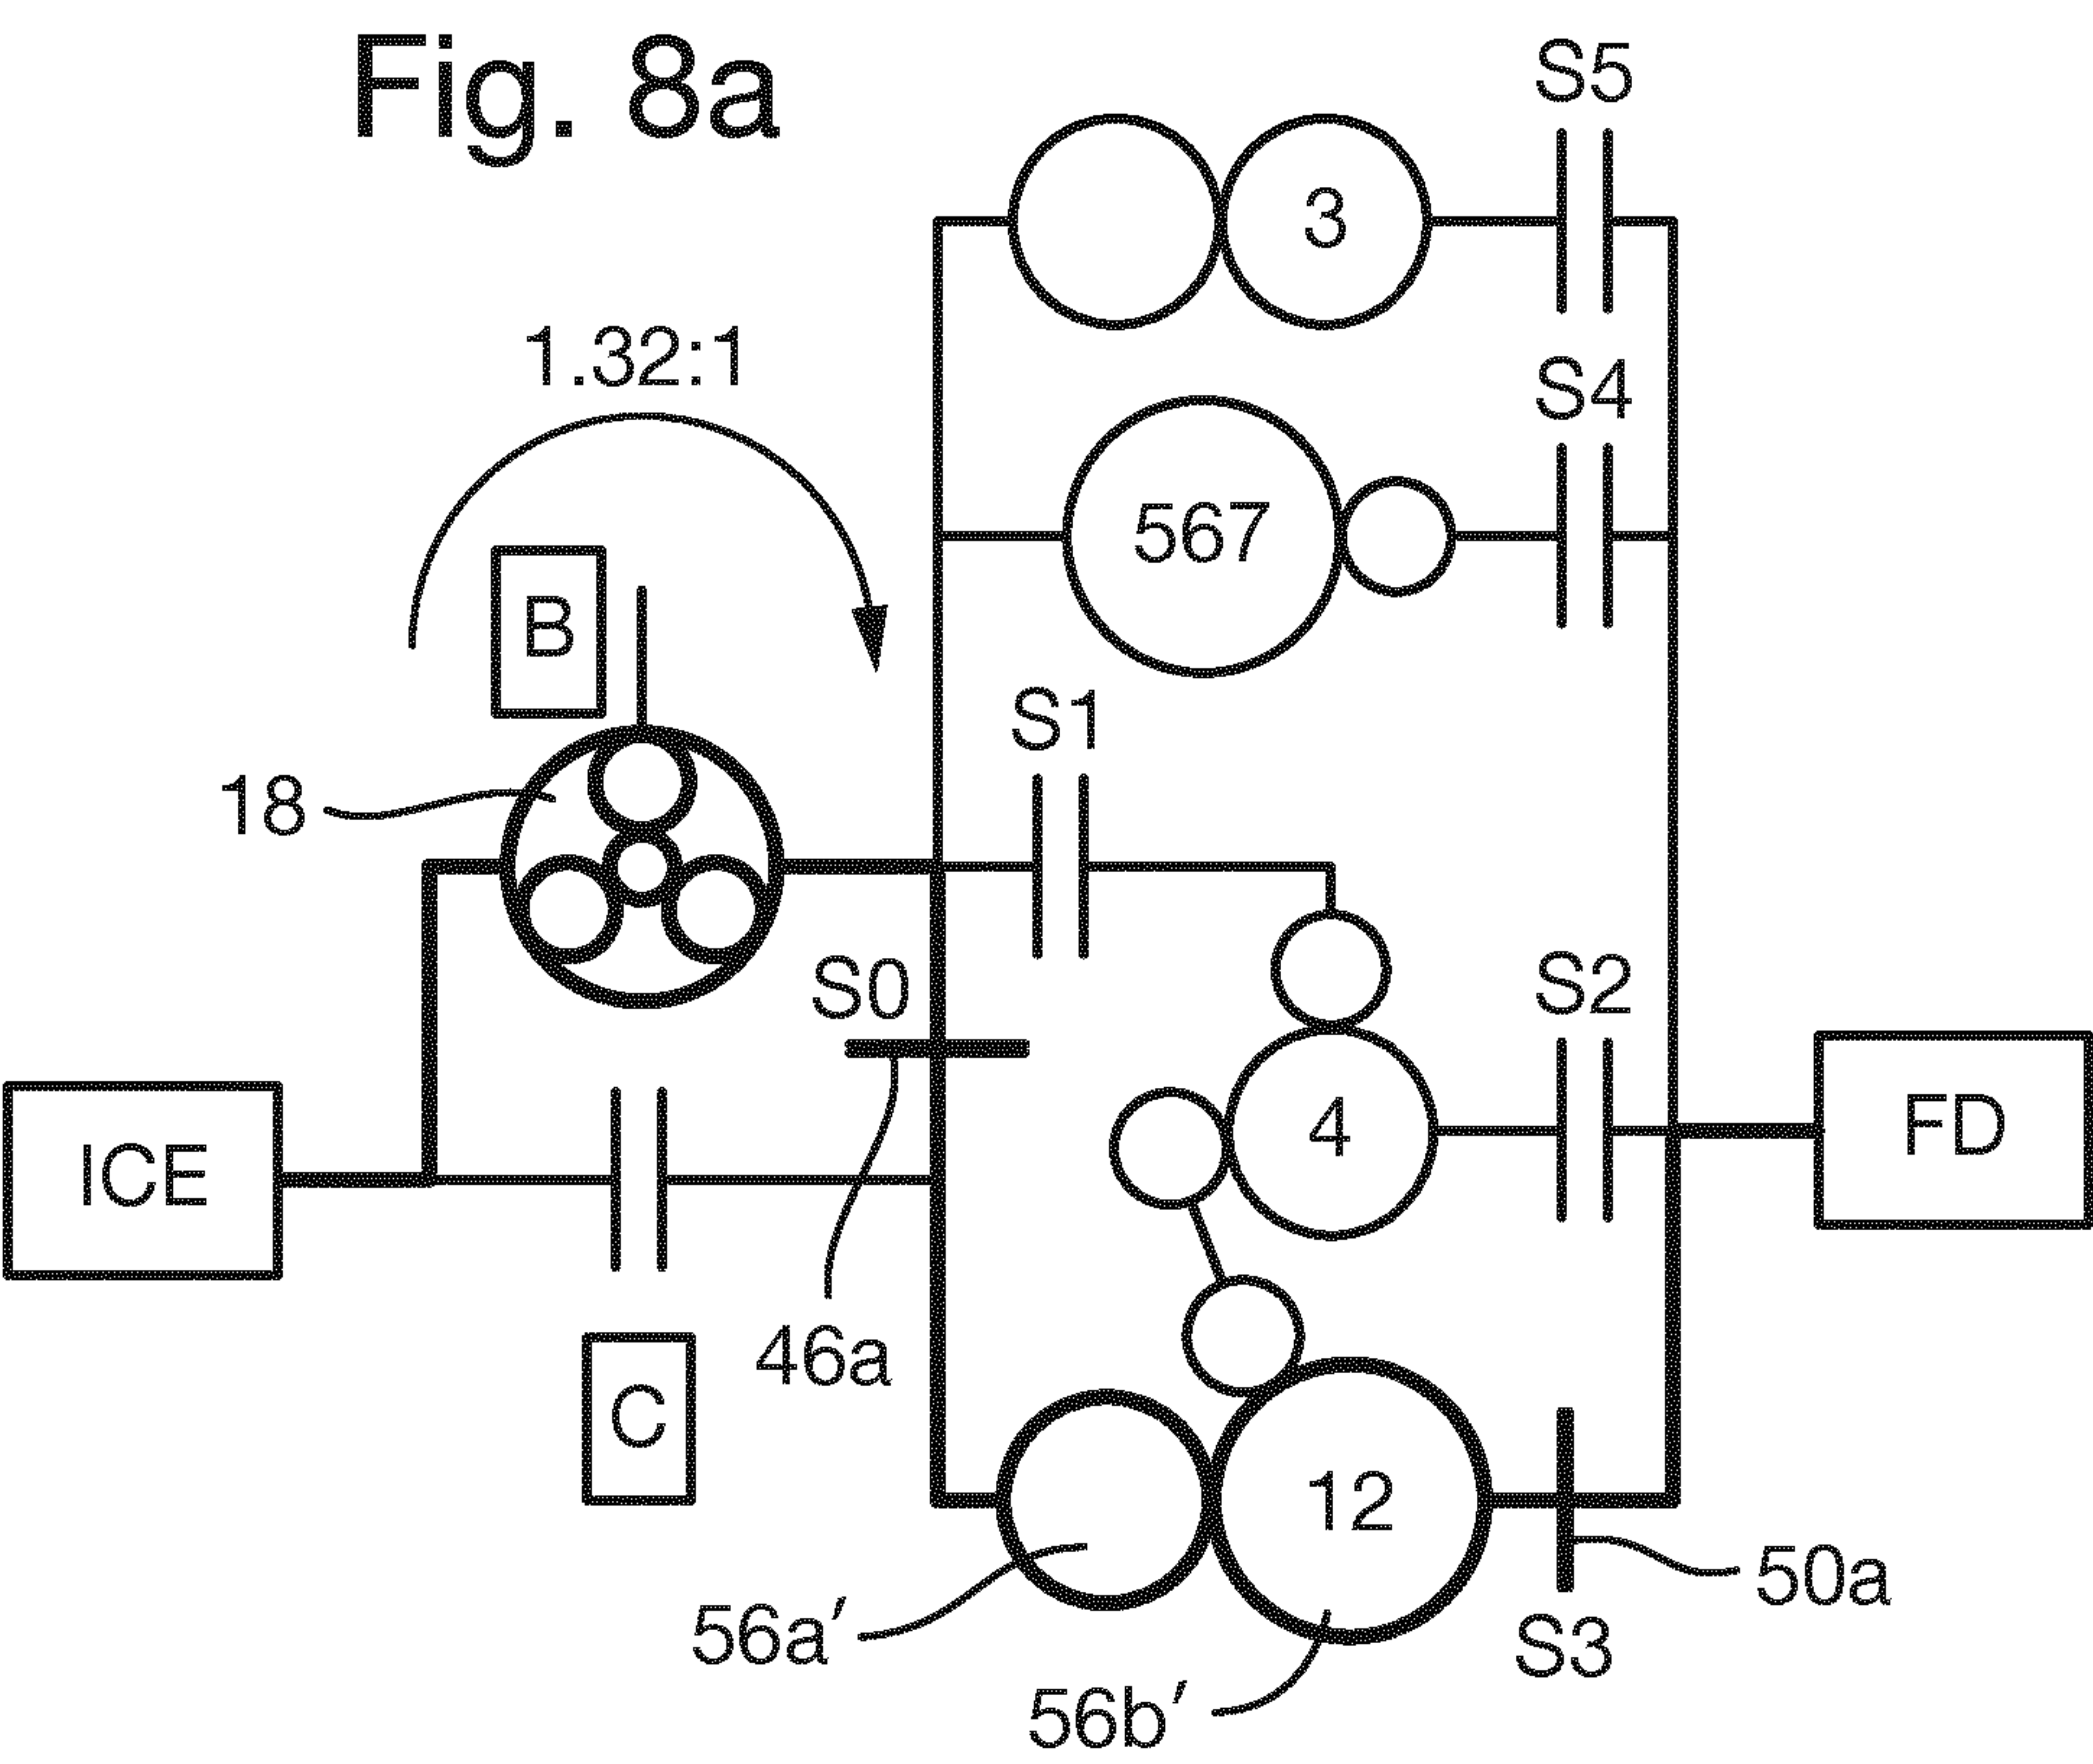 Fig. 8a
S5
3
1.32:1
S4
567
B
S1
18
S0
S2
4
ICE
FD
46a
C
12
50a
56a′
S3
56b′